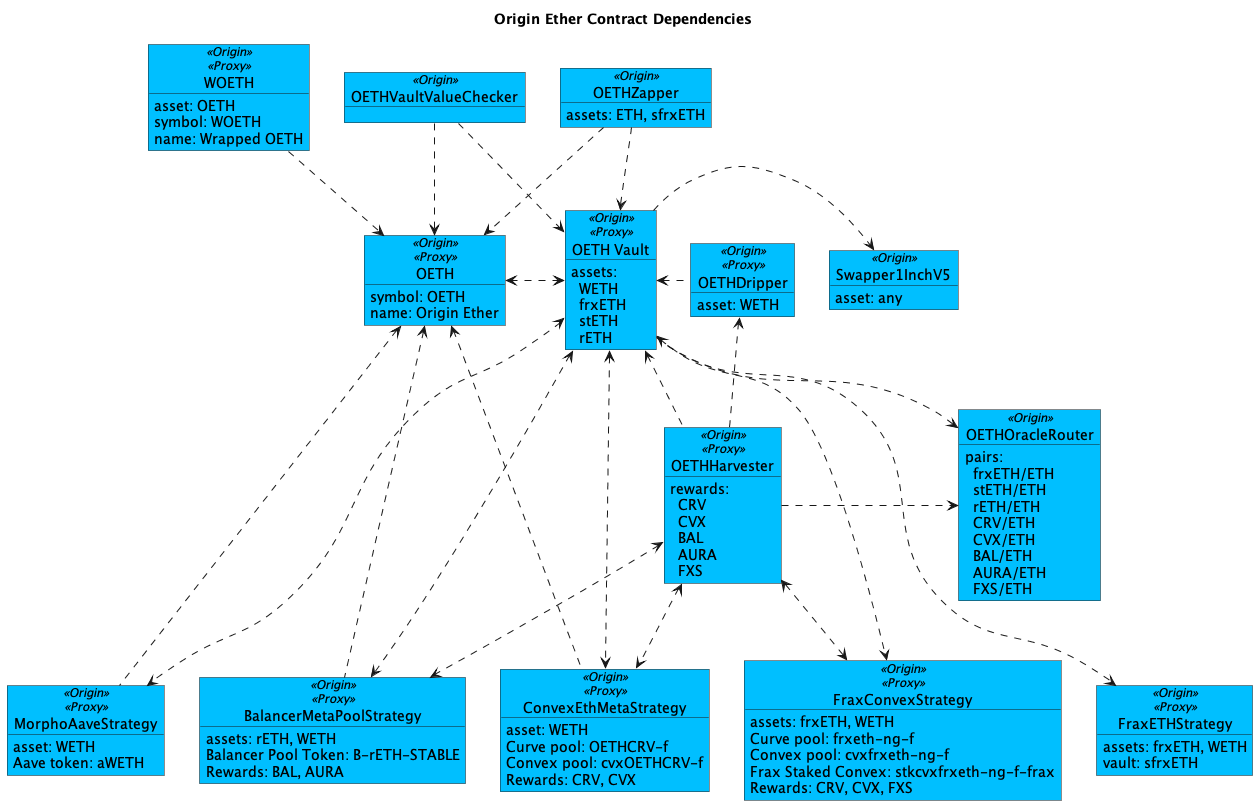 Origin Ether Contract Dependencies
«Origin»
«Proxy»
WOETH
asset: OETH
symbol: WOETH
name: Wrapped OETH
«Origin»
OETHVaultValueChecker
«Origin»
OETHZapper
assets: ETH, sfrxETH
«Origin»
«Proxy»
OETH
symbol: OETH
name: Origin Ether
«Origin»
«Proxy»
OETH Vault
assets:
WETH
frxETH
stETH
rETH
«Origin»
«Proxy»
OETHDripper
asset: WETH
«Origin»
Swapper1InchV5
asset: any
«Origin»
«Proxy»
OETHHarvester
rewards:
CRV
CVX
BAL
AURA
FXS
«Origin»
OETHOracleRouter
pairs:
frxETH/ETH
stETH/ETH
rETH/ETH
CRV/ETH
CVX/ETH
BAL/ETH
AURA/ETH
FXS/ETH
«Origin»
«Proxy»
MorphoAaveStrategy
asset: WETH
Aave token: aWETH
«Origin»
«Proxy»
BalancerMetaPoolStrategy
assets: rETH, WETH
Balancer Pool Token: B-rETH-STABLE
Rewards: BAL, AURA
«Origin»
«Proxy»
ConvexEthMetaStrategy
asset: WETH
Curve pool: OETHCRV-f
Convex pool: cvxOETHCRV-f
Rewards: CRV, CVX
«Origin»
«Proxy»
FraxConvexStrategy
assets: frxETH, WETH
Curve pool: frxeth-ng-f
Convex pool: cvxfrxeth-ng-f
Frax Staked Convex: stkcvxfrxeth-ng-f-frax
Rewards: CRV, CVX, FXS
«Origin»
«Proxy»
FraxETHStrategy
assets: frxETH, WETH
vault: sfrxETH